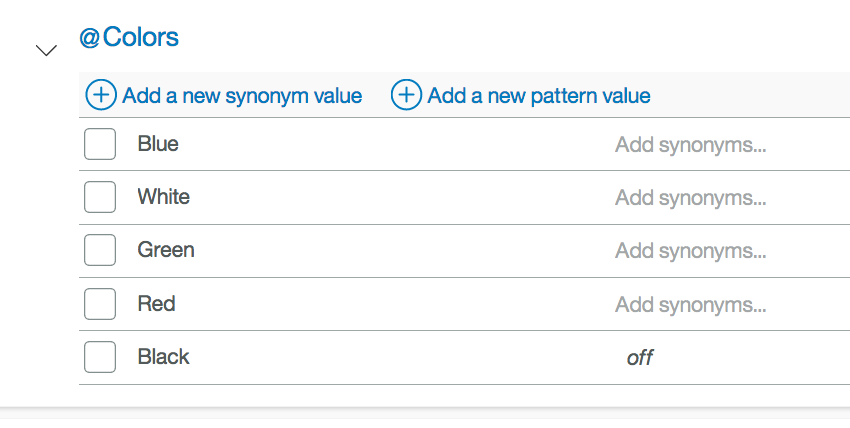 @Colors
Add a new synonym value Add a new pattern value
Blue Add synonyms...
White Add synonyms...
Green Add synonyms...
Red Add synonyms...
Black off